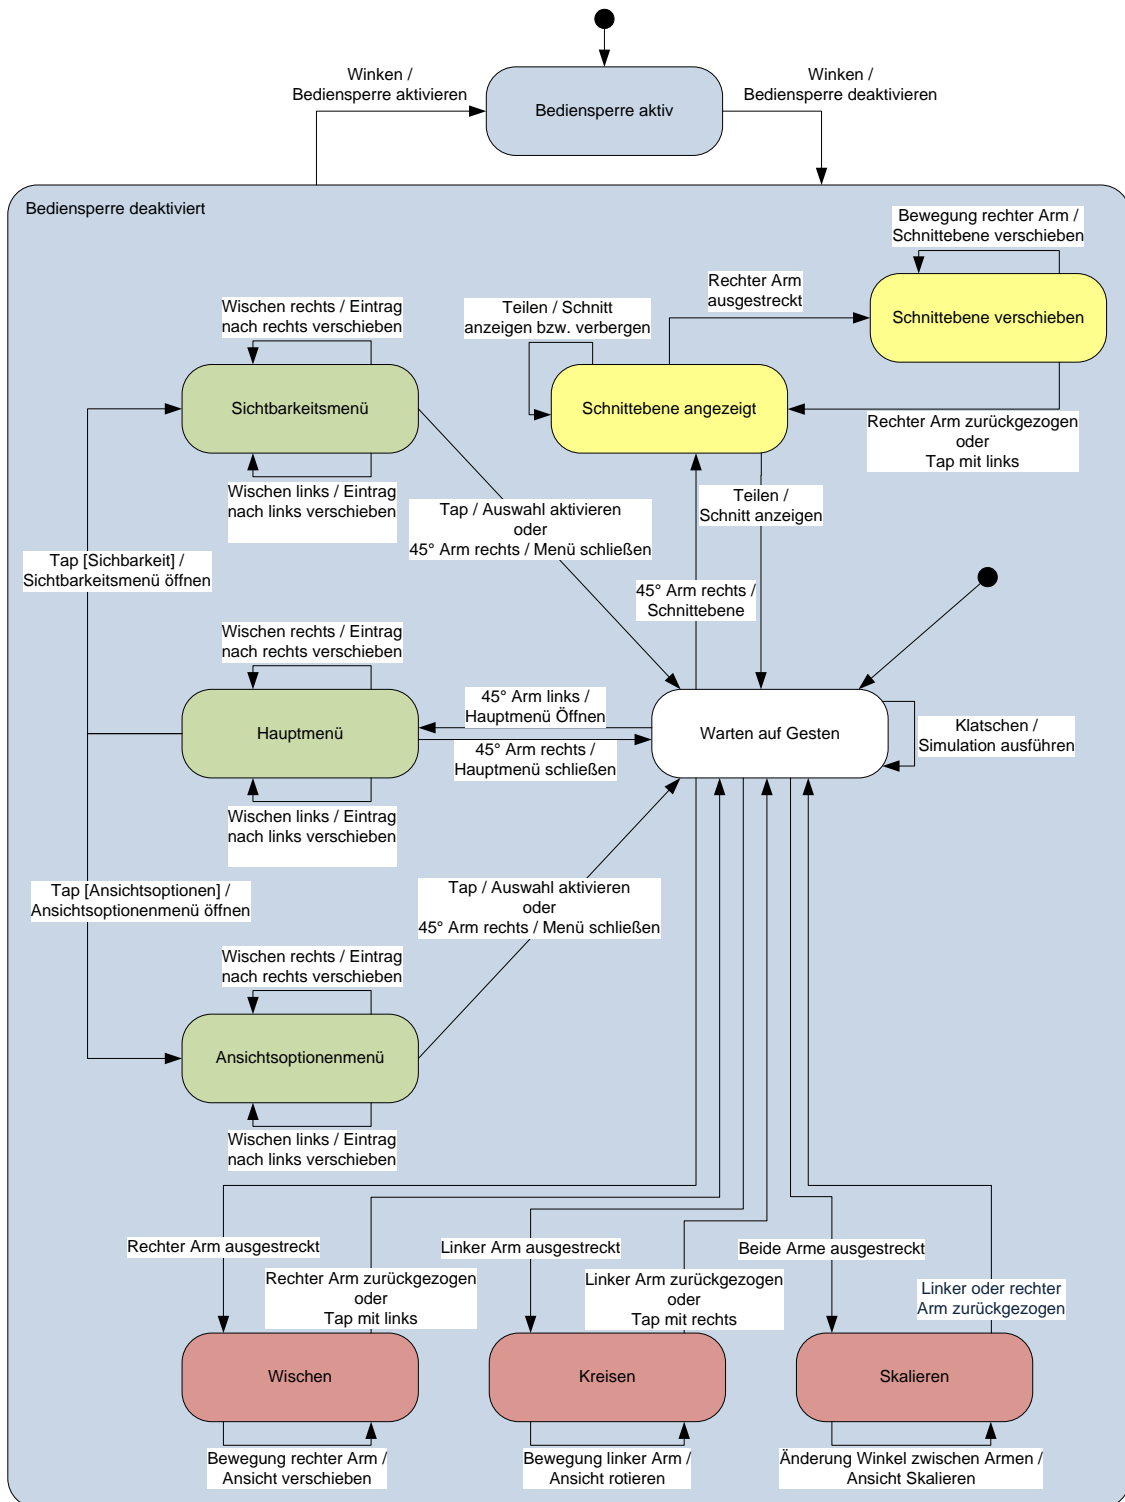 Winken /
Bediensperre aktivieren
Bediensperre aktiv
Winken /
Bediensperre deaktivieren
Bediensperre deaktiviert
Bewegung rechter Arm /
Schnittebene verschieben
Rechter Arm
ausgestreckt
Schnittebene verschieben
Wischen rechts / Eintrag
nach rechts verschieben
Teilen / Schnitt
anzeigen bzw. verbergen
Sichtbarkeitsmenü
Schnittebene angezeigt
Rechter Arm zurückgezogen
oder
Tap mit links
Wischen links / Eintrag
nach links verschieben
Tap / Auswahl aktivieren
oder
45° Arm rechts / Menü schließen
Teilen /
Schnitt anzeigen
Tap [Sichbarkeit] /
Sichtbarkeitsmenü öffnen
45° Arm rechts /
Schnittebene
Wischen rechts / Eintrag
nach rechts verschieben
45° Arm links /
Hauptmenü Öffnen
Hauptmenü
Warten auf Gesten
Klatschen /
Simulation ausführen
45° Arm rechts /
Hauptmenü schließen
Wischen links / Eintrag
nach links verschieben
Tap [Ansichtsoptionen] /
Ansichtsoptionenmenü öffnen
Tap / Auswahl aktivieren
oder
45° Arm rechts / Menü schließen
Wischen rechts / Eintrag
nach rechts verschieben
Ansichtsoptionenmenü
Wischen links / Eintrag
nach links verschieben
Rechter Arm ausgestreckt
Linker Arm ausgestreckt
Beide Arme ausgestreckt
Rechter Arm zurückgezogen
oder
Tap mit links
Linker Arm zurückgezogen
oder
Tap mit rechts
Linker oder rechter
Arm zurückgezogen
Wischen
Kreisen
Skalieren
Bewegung rechter Arm /
Ansicht verschieben
Bewegung linker Arm /
Ansicht rotieren
Änderung Winkel zwischen Armen /
Ansicht Skalieren